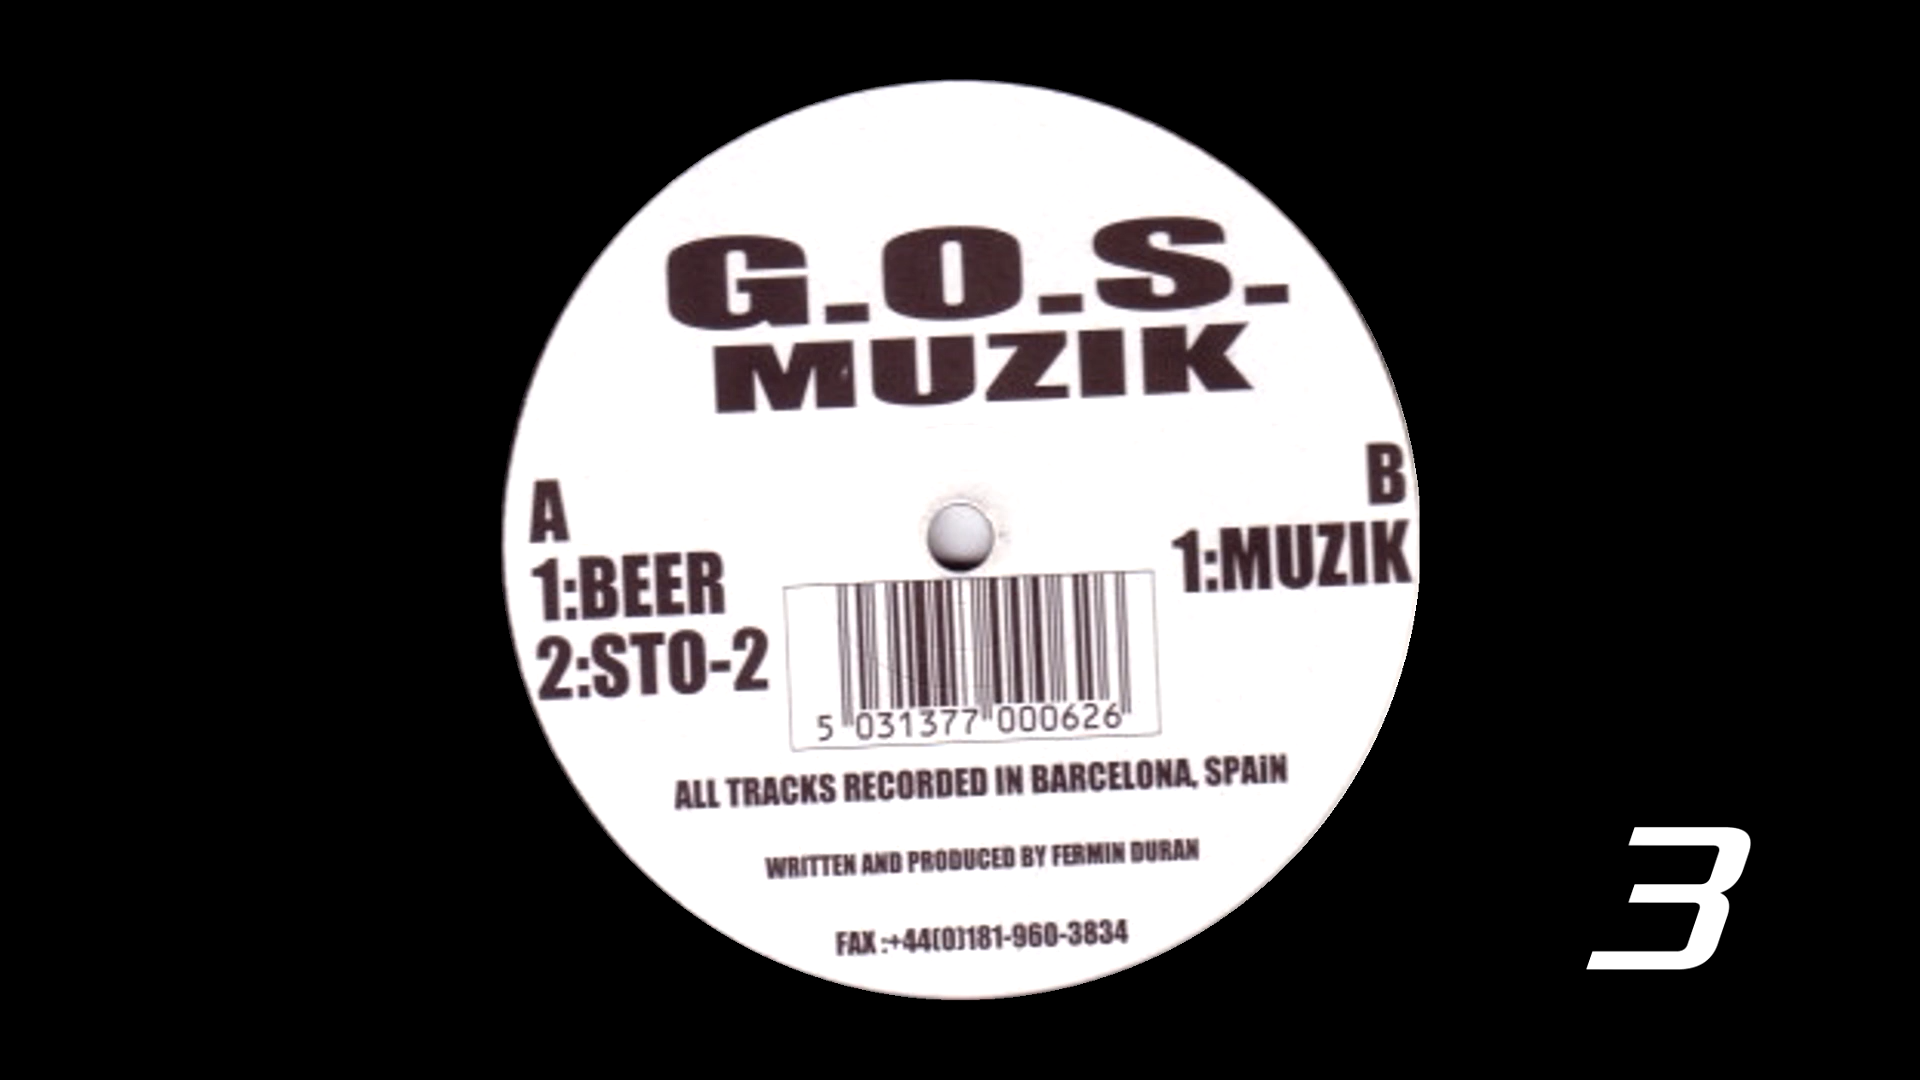 G.O.S.
MUZIK
A
1:BEER
2:STO-2
B
1:MUZIK
5 031377 000626
ALL TRACKS RECORDED IN BARCELONA, SPAiN
WRITTEN AND PRODUCED BY FERMIN DURAN
FAX :+44(0)181-960-3834
3